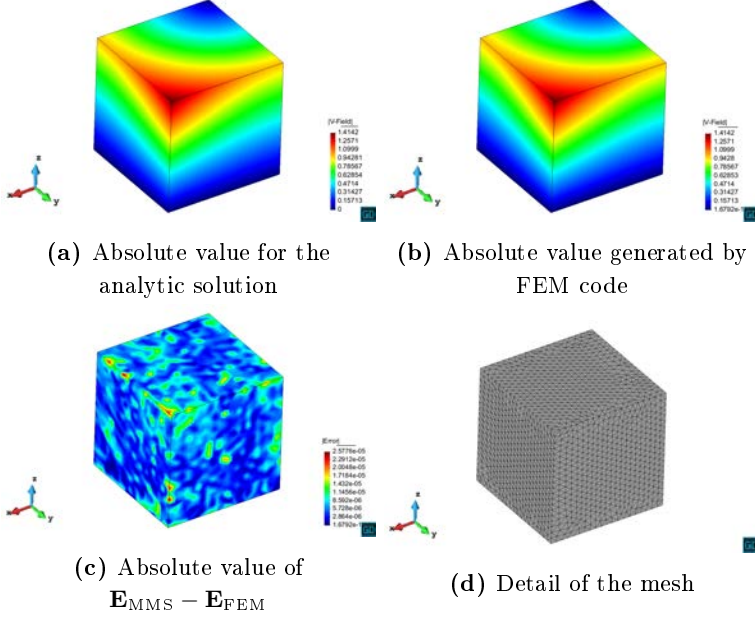 |V-Field|
1.4142
1.2571
1.0999
0.94281
0.78567
0.62854
0.4714
0.31427
0.15713
0
z
x
y
|V-Field|
1.4142
1.2571
1.0999
0.9428
0.78567
0.62853
0.4714
0.31427
0.15713
z
x
y
(a) Absolute value for the
analytic solution
(b) Absolute value generated by
FEM code
|Error|
2.5776e-05
2.2912e-05
2.0048e-05
1.7184e-05
1.432e-05
1.1456e-05
8.592e-06
5.728e-06
2.864e-06
z
x
y
z
x
y
(c) Absolute value of
E_MMS − E_FEM
(d) Detail of the mesh